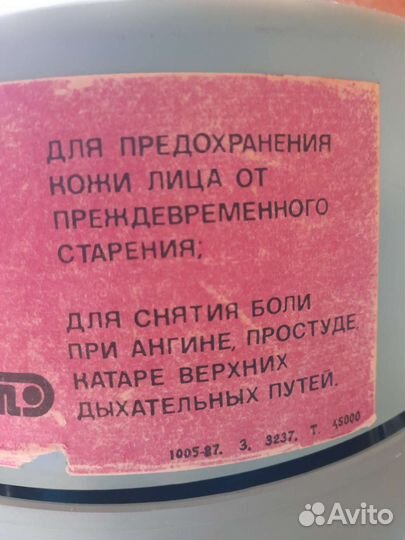 ДЛЯ ПРЕДОХРАНЕНИЯ
КОЖИ ЛИЦА ОТ
ПРЕЖДЕВРЕМЕННОГО
СТАРЕНИЯ;
ДЛЯ СНЯТИЯ БОЛИ
ПРИ АНГИНЕ, ПРОСТУДЕ,
КАТАРЕ ВЕРХНИХ
ДЫХАТЕЛЬНЫХ ПУТЕЙ.
1005-87. З. 3237. Т. 45000
Avito